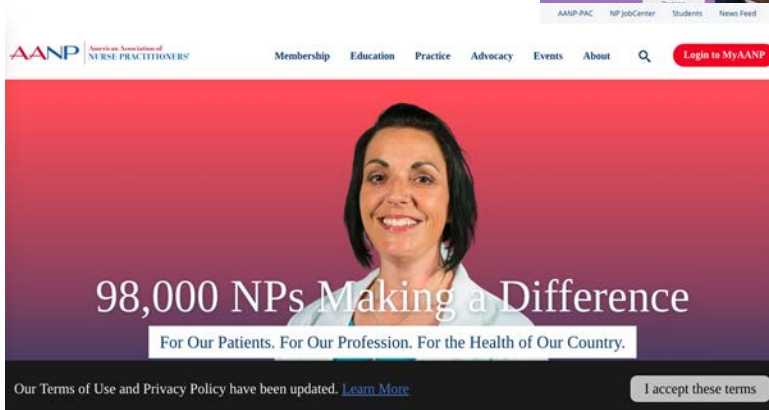 AANP-PAC NP JobCenter Students News Feed
AANP American Association of
NURSE PRACTITIONERS®
Membership Education Practice Advocacy Events About Login to MyAANP
98,000 NPs Making a Difference
For Our Patients. For Our Profession. For the Health of Our Country.
Our Terms of Use and Privacy Policy have been updated. Learn More I accept these terms